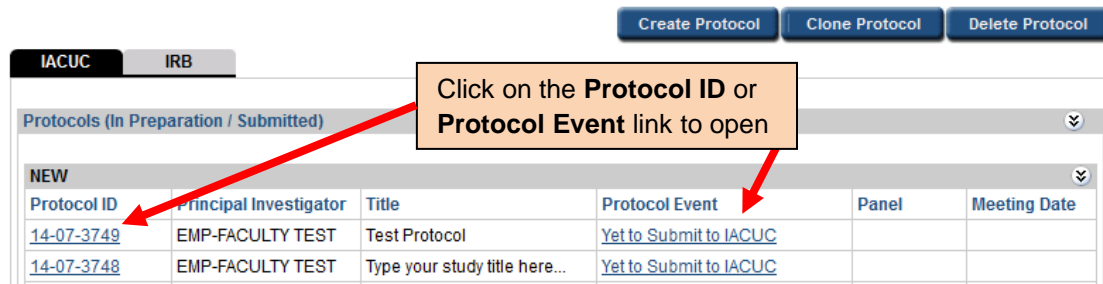 Create Protocol Clone Protocol Delete Protocol
IACUC IRB
Click on the Protocol ID or
Protocol Event link to open
Protocols (In Preparation / Submitted)
NEW
Protocol ID Principal Investigator Title Protocol Event Panel Meeting Date
14-07-3749 EMP-FACULTY TEST Test Protocol Yet to Submit to IACUC
14-07-3748 EMP-FACULTY TEST Type your study title here... Yet to Submit to IACUC